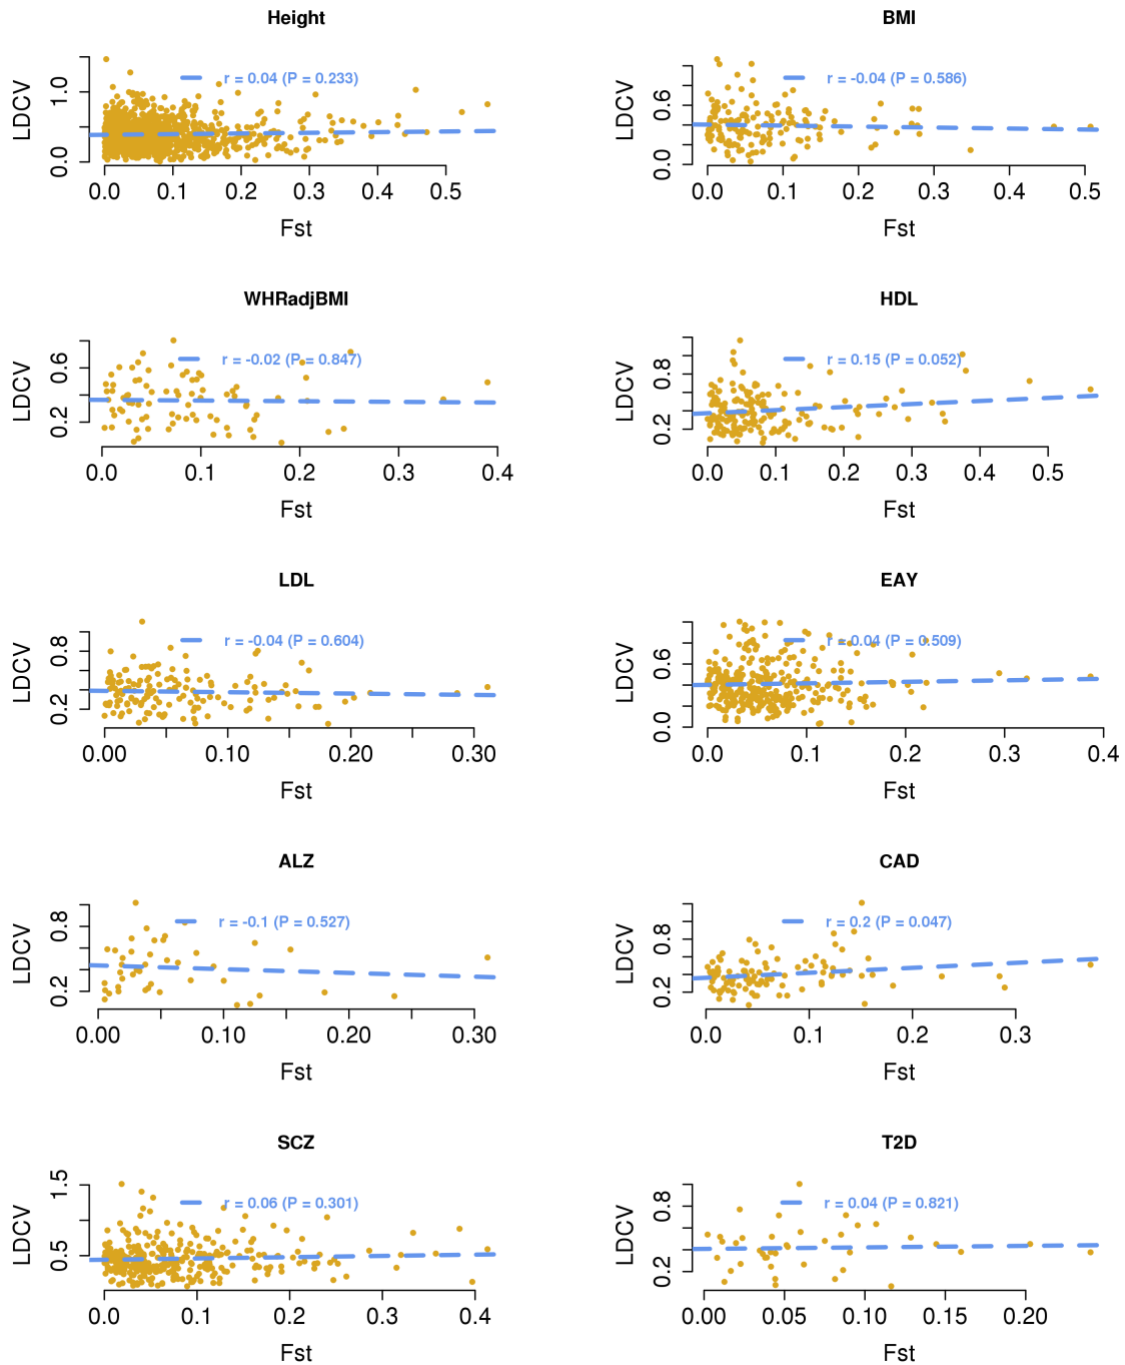 Height
r = 0.04 (P = 0.233)
LDCV
0.0 1.0
0.0 0.1 0.2 0.3 0.4 0.5
Fst
BMI
r = -0.04 (P = 0.586)
LDCV
0.0 0.6
0.0 0.1 0.2 0.3 0.4 0.5
Fst
WHRadjBMI
r = -0.02 (P = 0.847)
LDCV
0.2 0.6
0.0 0.1 0.2 0.3 0.4
Fst
HDL
r = 0.15 (P = 0.052)
LDCV
0.2 0.8
0.0 0.1 0.2 0.3 0.4 0.5
Fst
LDL
r = -0.04 (P = 0.604)
LDCV
0.2 0.8
0.00 0.10 0.20 0.30
Fst
EAY
r = 0.04 (P = 0.509)
LDCV
0.0 0.6
0.0 0.1 0.2 0.3 0.4
Fst
ALZ
r = -0.1 (P = 0.527)
LDCV
0.2 0.8
0.00 0.10 0.20 0.30
Fst
CAD
r = 0.2 (P = 0.047)
LDCV
0.2 0.8
0.0 0.1 0.2 0.3
Fst
SCZ
r = 0.06 (P = 0.301)
LDCV
0.5 1.5
0.0 0.1 0.2 0.3 0.4
Fst
T2D
r = 0.04 (P = 0.821)
LDCV
0.2 0.8
0.00 0.05 0.10 0.15 0.20
Fst